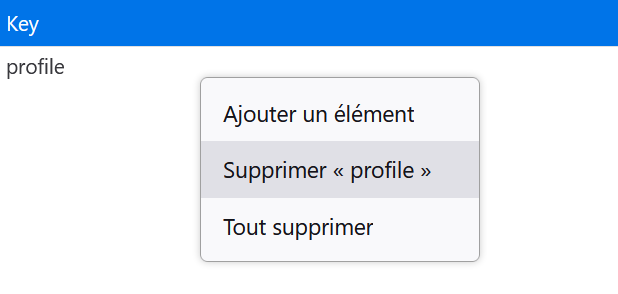 Key
profile
Ajouter un élément
Supprimer « profile »
Tout supprimer